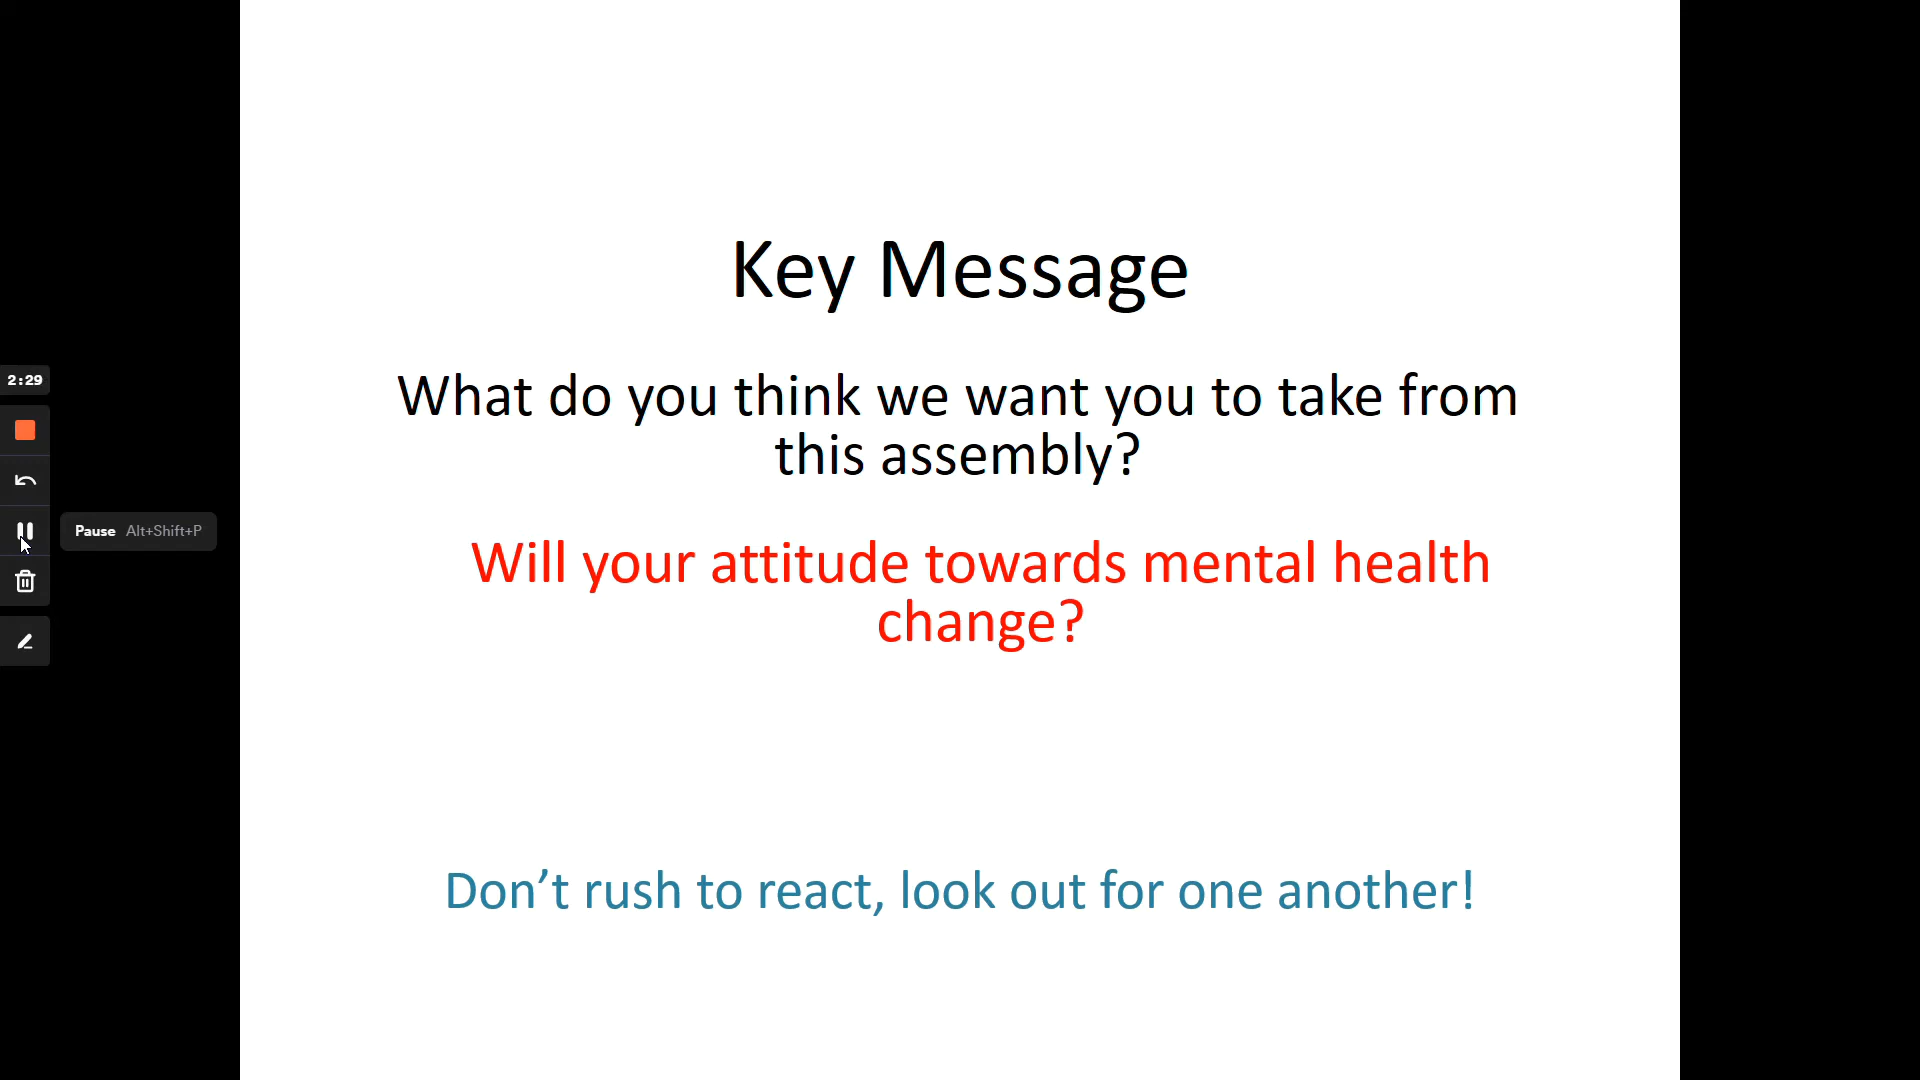 Key Message
What do you think we want you to take from
this assembly?
2:29
Pause Alt+Shift+P
Will your attitude towards mental health
change?
Don’t rush to react, look out for one another!